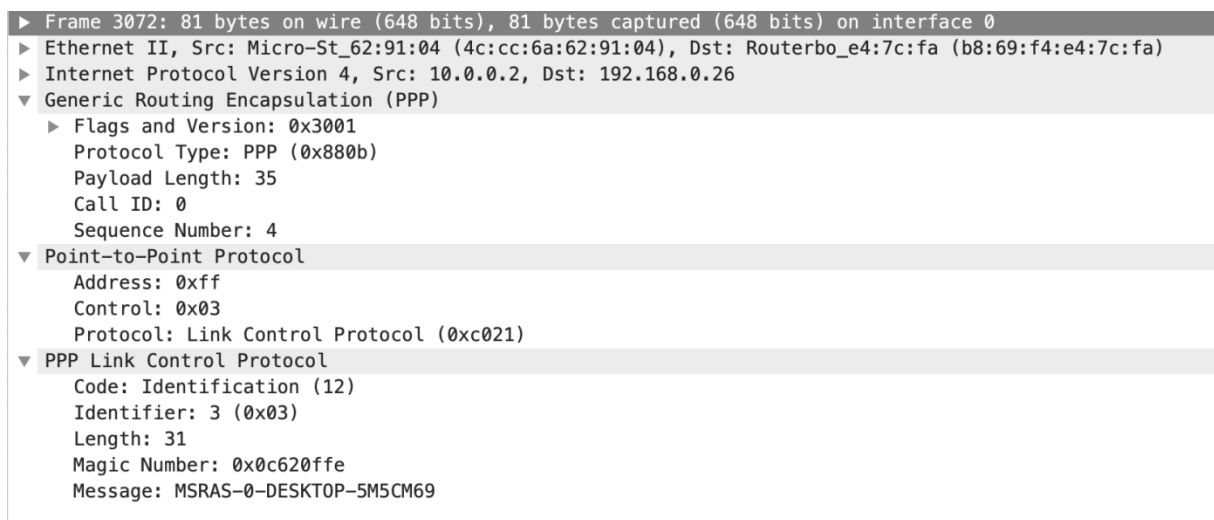 Frame 3072: 81 bytes on wire (648 bits), 81 bytes captured (648 bits) on interface 0
Ethernet II, Src: Micro-St_62:91:04 (4c:cc:6a:62:91:04), Dst: Routerbo_e4:7c:fa (b8:69:f4:e4:7c:fa)
Internet Protocol Version 4, Src: 10.0.0.2, Dst: 192.168.0.26
Generic Routing Encapsulation (PPP)
Flags and Version: 0x3001
Protocol Type: PPP (0x880b)
Payload Length: 35
Call ID: 0
Sequence Number: 4
Point-to-Point Protocol
Address: 0xff
Control: 0x03
Protocol: Link Control Protocol (0xc021)
PPP Link Control Protocol
Code: Identification (12)
Identifier: 3 (0x03)
Length: 31
Magic Number: 0x0c620ffe
Message: MSRAS-0-DESKTOP-5M5CM69